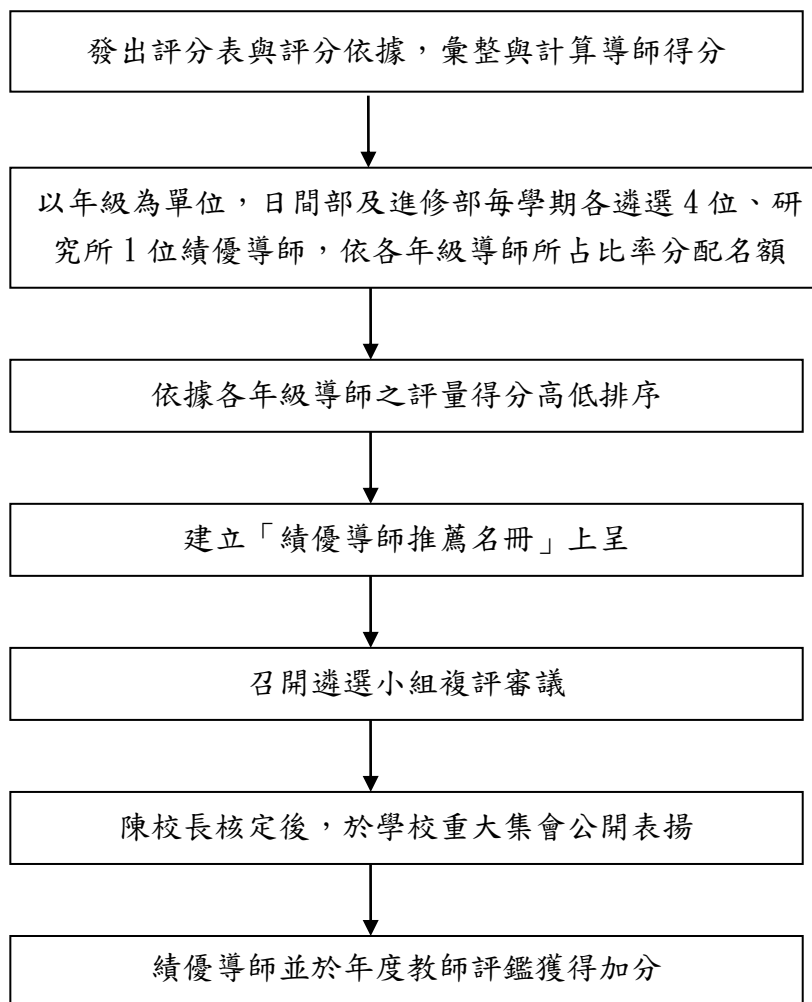 發出評分表與評分依據，彙整與計算導師得分
以年級為單位，日間部及進修部每學期各遴選 4 位、研
究所 1 位績優導師，依各年級導師所占比率分配名額
依據各年級導師之評量得分高低排序
建立「績優導師推薦名冊」上呈
召開遴選小組複評審議
陳校長核定後，於學校重大集會公開表揚
績優導師並於年度教師評鑑獲得加分